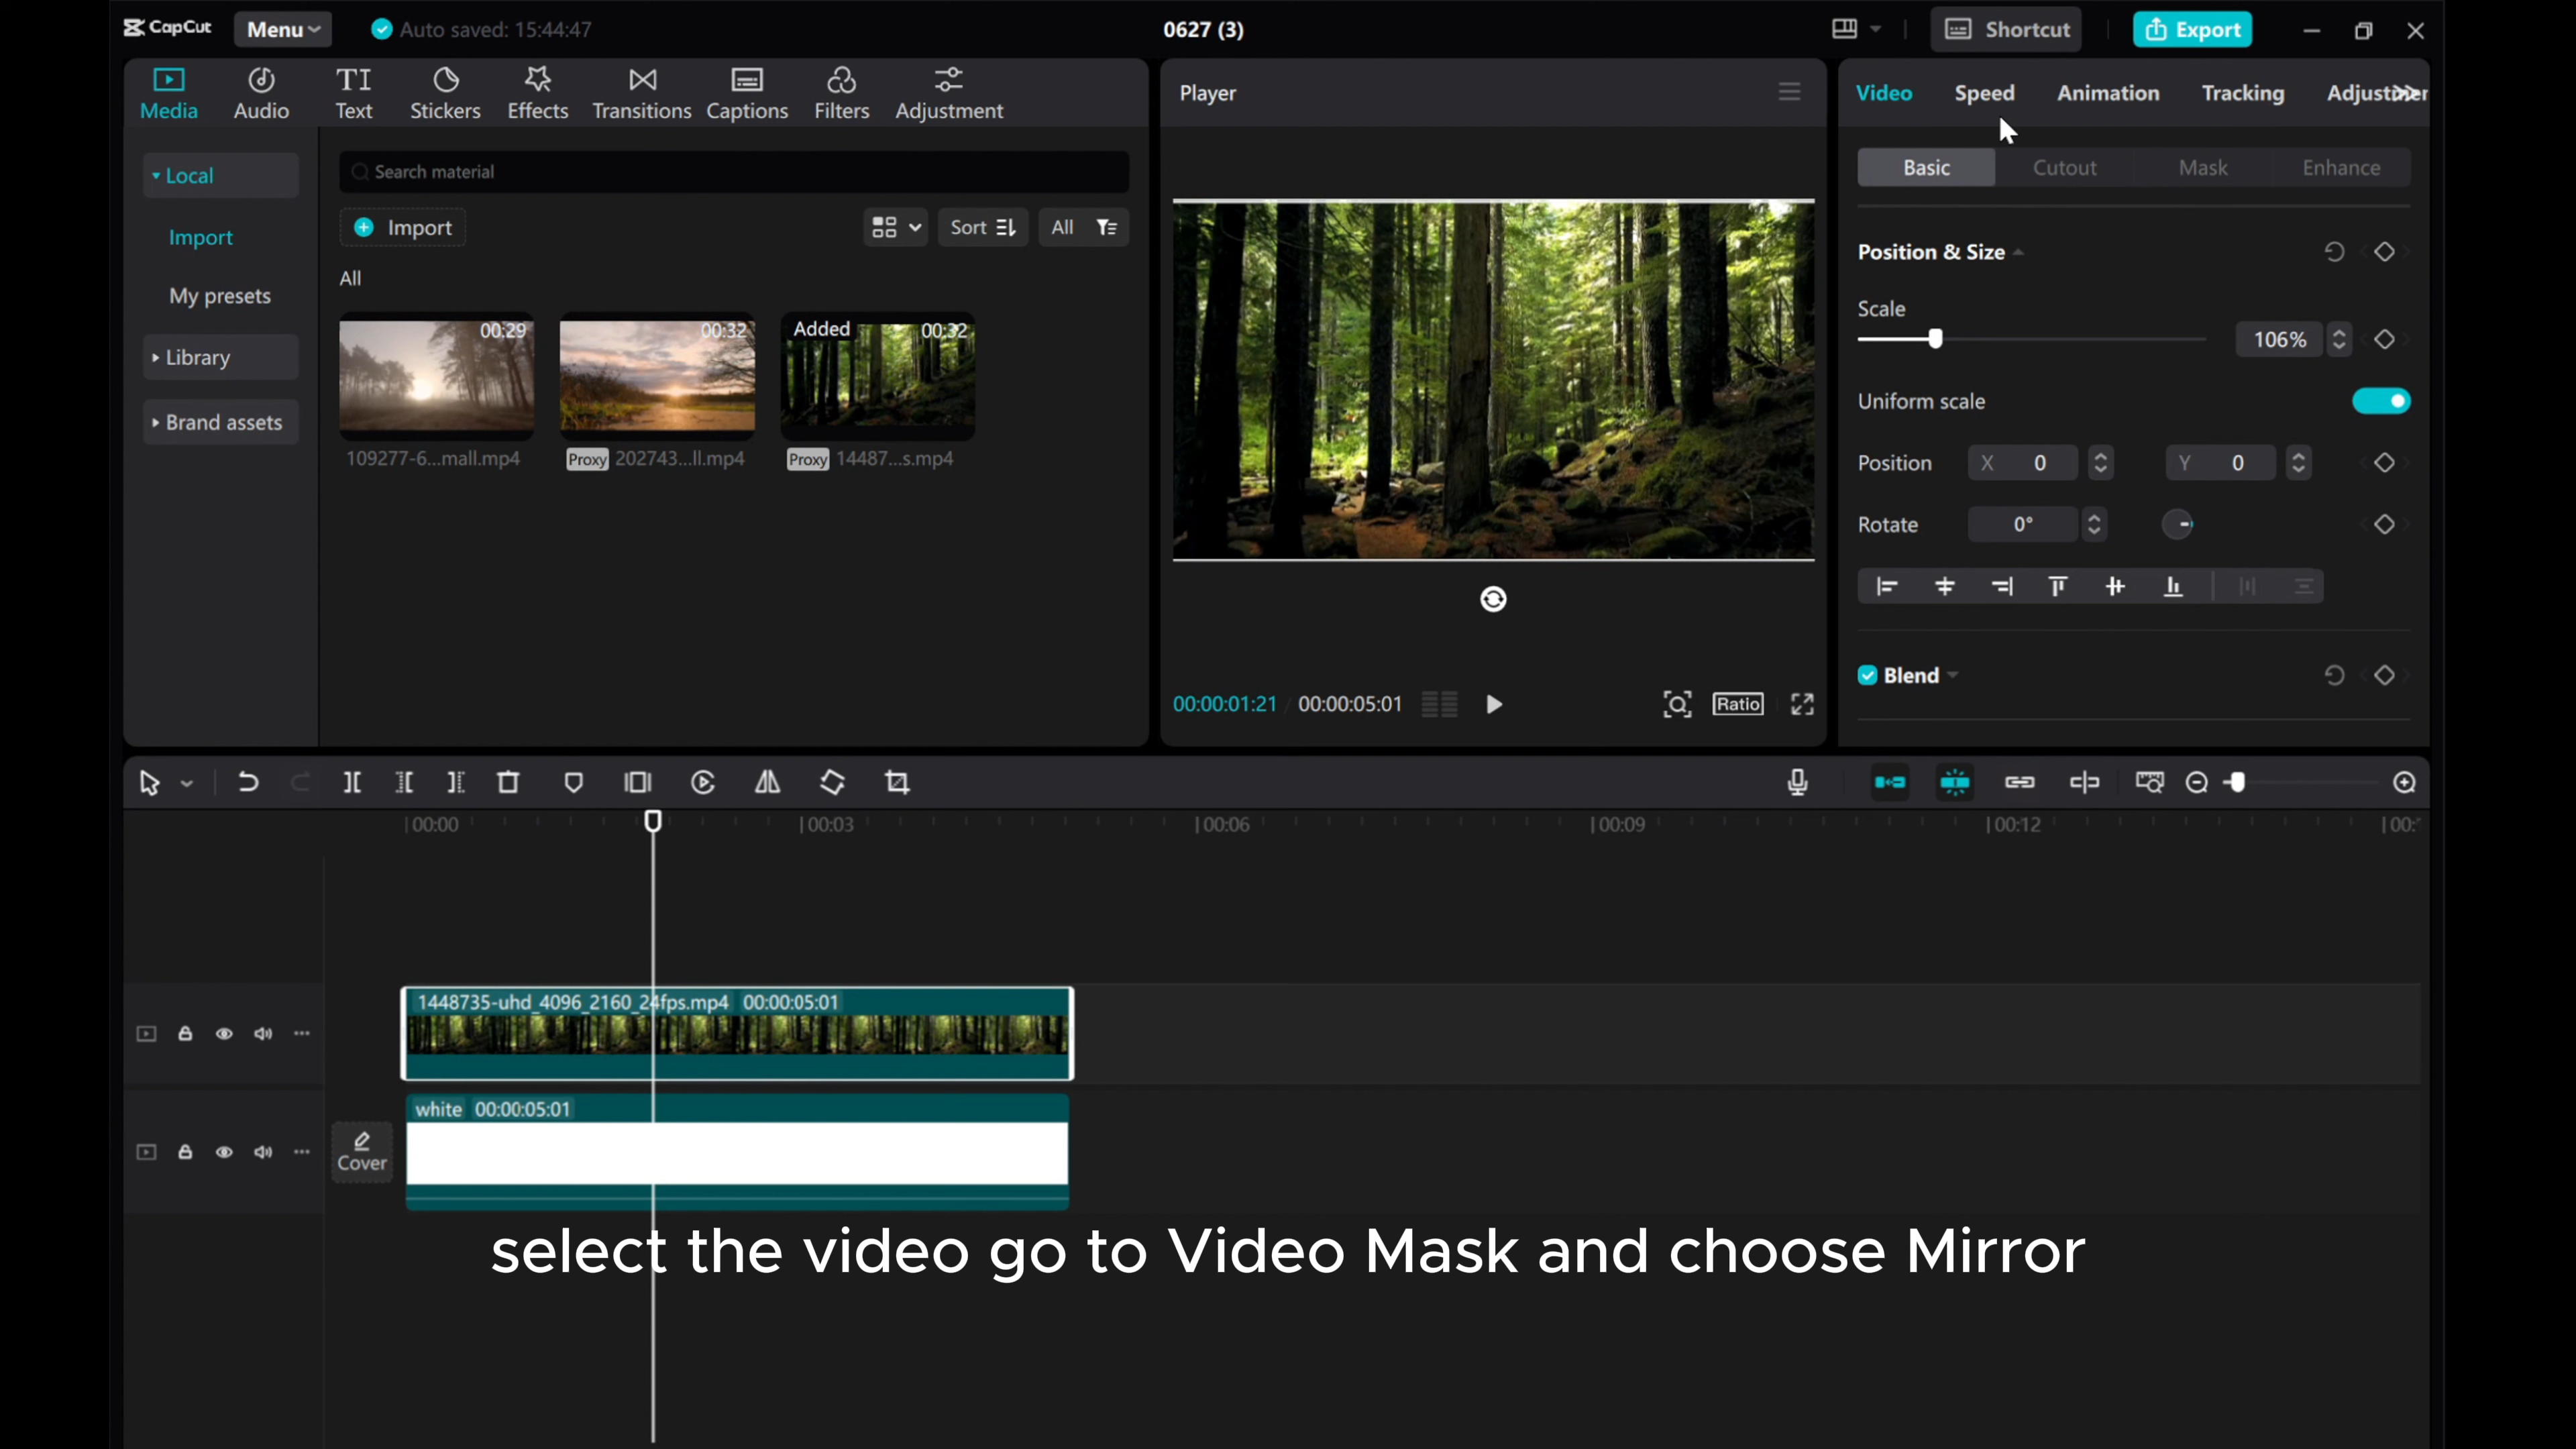 CapCut
Menu
Auto saved: 15:44:47
0627 (3)
Shortcut
Export
Media
Audio
TI
Text
Stickers
Effects
Transitions
Captions
Filters
Adjustment
Local
Import
My presets
Library
Brand assets
Search material
Import
Sort
All
All
00:29
00:32
Added
00:32
109277-6...mall.mp4
Proxy 202743...ll.mp4
Proxy 14487...s.mp4
Player
00:00:01:21 / 00:00:05:01
Ratio
Video
Speed
Animation
Tracking
Basic
Cutout
Mask
Enhance
Position & Size
Scale
106%
Uniform scale
Position
X 0
Y 0
Rotate
0°
Blend
00:00
00:03
00:06
00:09
00:12
1448735-uhd_4096_2160_24fps.mp4 00:00:05:01
white 00:00:05:01
Cover
select the video go to Video Mask and choose Mirror